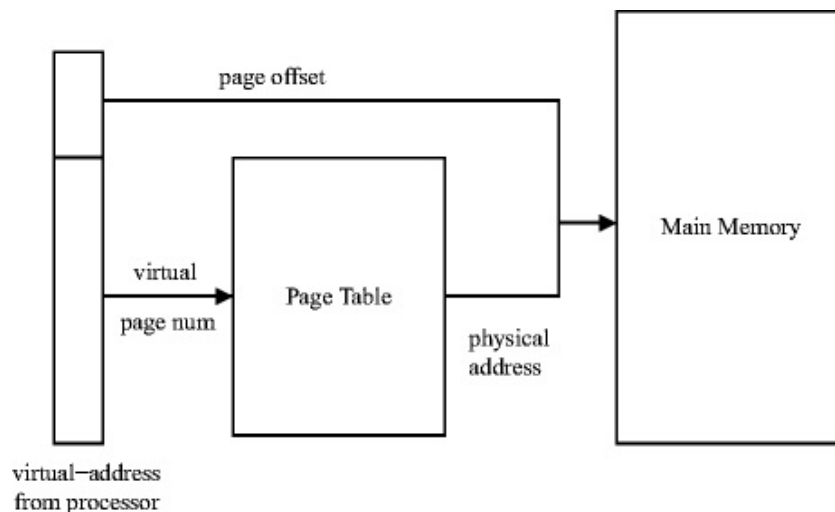 page offset
Main Memory
virtual
page num
Page Table
physical
address
virtual-address
from processor